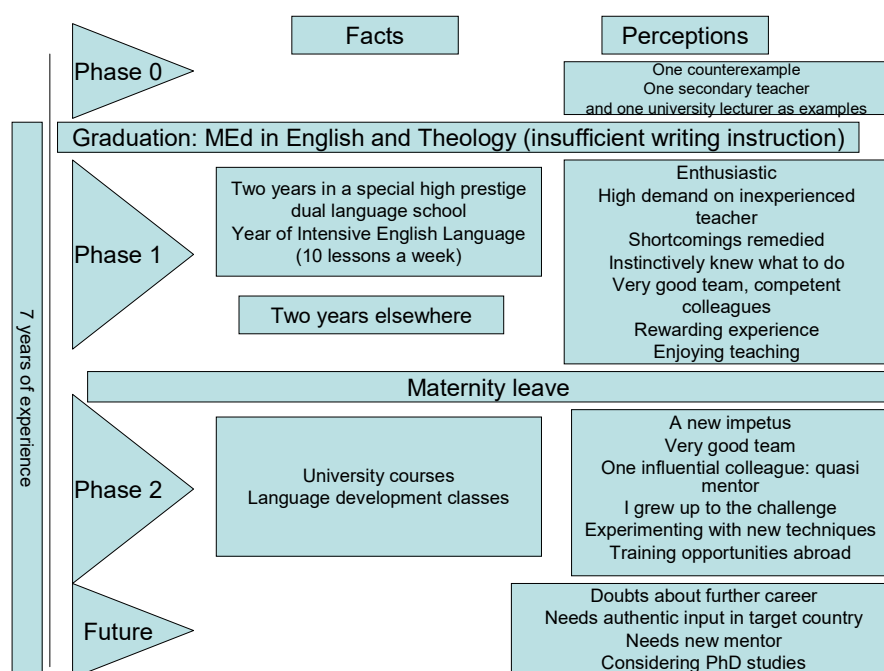 Facts
Perceptions
Phase 0
One counterexample
One secondary teacher
and one university lecturer as examples
Graduation: MEd in English and Theology (insufficient writing instruction)
7 years of experience
Phase 1
Two years in a special high prestige
dual language school
Year of Intensive English Language
(10 lessons a week)
Two years elsewhere
Enthusiastic
High demand on inexperienced
teacher
Shortcomings remedied
Instinctively knew what to do
Very good team, competent
colleagues
Rewarding experience
Enjoying teaching
Maternity leave
Phase 2
University courses
Language development classes
A new impetus
Very good team
One influential colleague: quasi
mentor
I grew up to the challenge
Experimenting with new techniques
Training opportunities abroad
Future
Doubts about further career
Needs authentic input in target country
Needs new mentor
Considering PhD studies